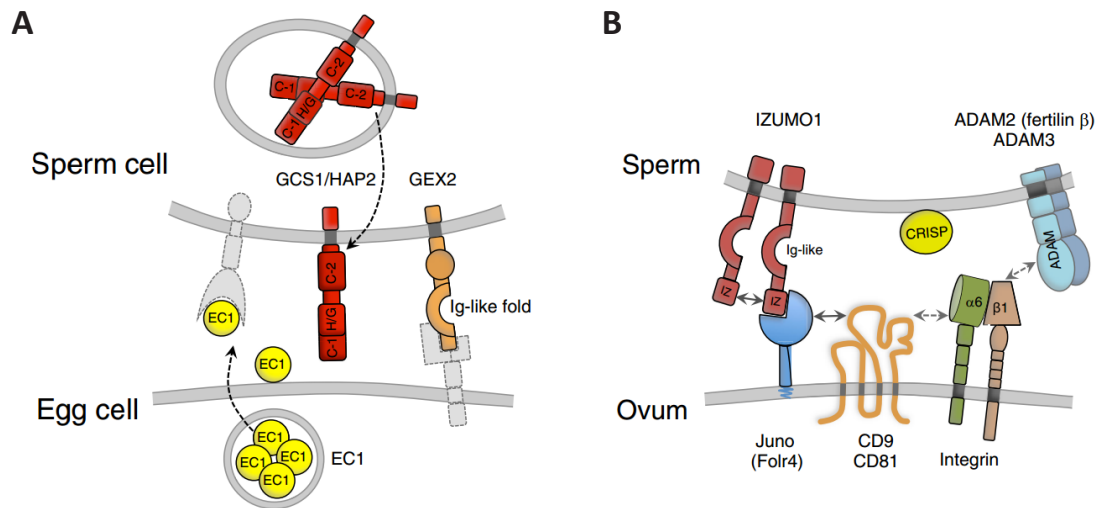 A
C-2
C-1
C-2
C-1 H/G
Sperm cell
GCS1/HAP2
GEX2
C-2
Ig-like fold
EC1
C-1 H/G
EC1
Egg cell
EC1
EC1
EC1
EC1
EC1
B
IZUMO1
ADAM2 (fertilin β)
ADAM3
Sperm
CRISP
Ig-like
ADAM
IZ
IZ
α6
β1
Ovum
Juno
(Folr4)
CD9
CD81
Integrin